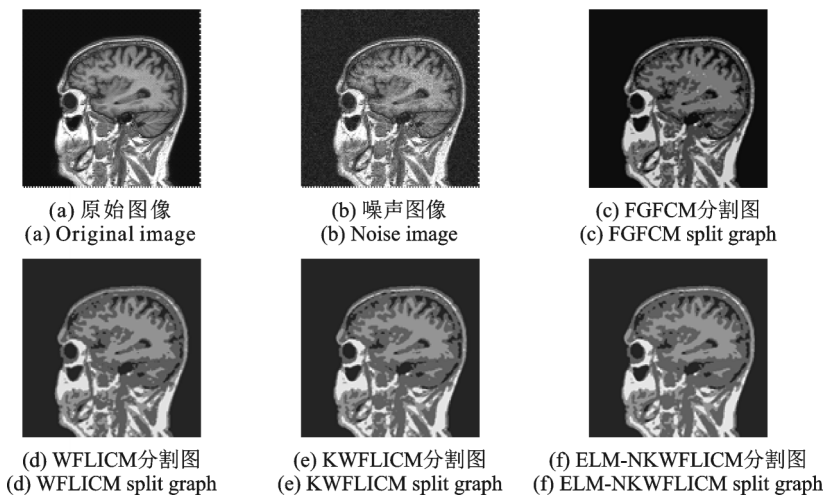 (a) 原始图像
(a) Original image
(b) 噪声图像
(b) Noise image
(c) FGFCM分割图
(c) FGFCM split graph
(d) WFLICM分割图
(d) WFLICM split graph
(e) KWFLICM分割图
(e) KWFLICM split graph
(f) ELM-NKWFLICM分割图
(f) ELM-NKWFLICM split graph